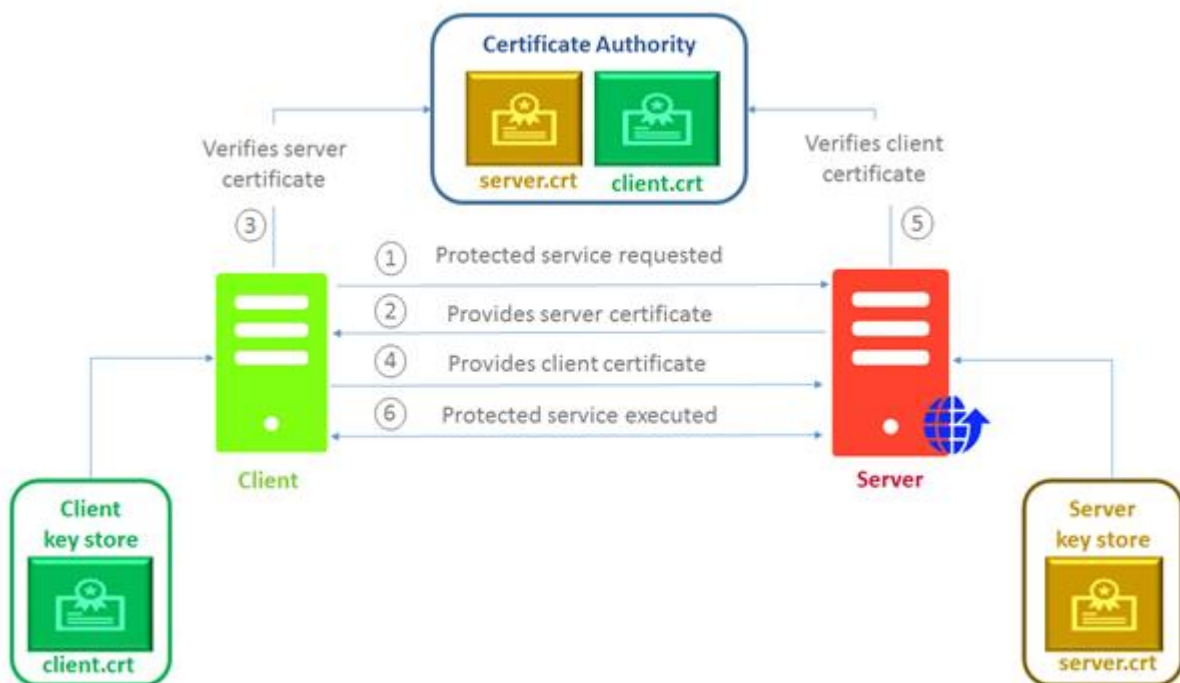 Certificate Authority
server.crt
client.crt
Verifies server
certificate
Verifies client
certificate
3
5
1
Protected service requested
2
Provides server certificate
4
Provides client certificate
6
Protected service executed
Client
Server
Client
key store
client.crt
Server
key store
server.crt